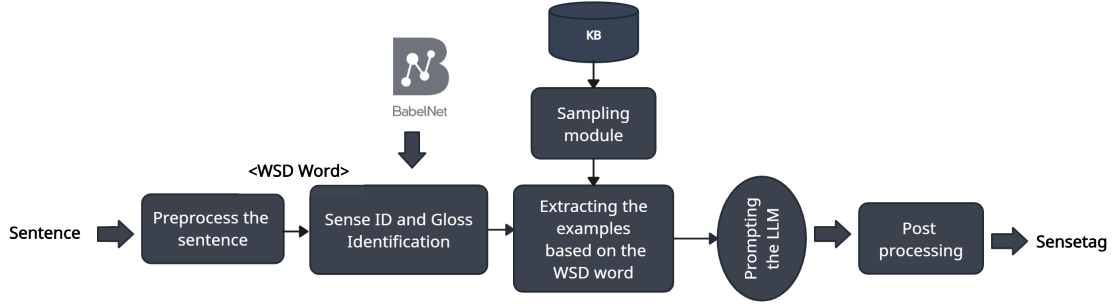 KB
BabelNet
Sampling
module
<WSD Word>
Sentence
Preprocess the
sentence
Sense ID and Gloss
Identification
Extracting the
examples
based on the
WSD word
Prompting
the LLM
Post
processing
Sensetag